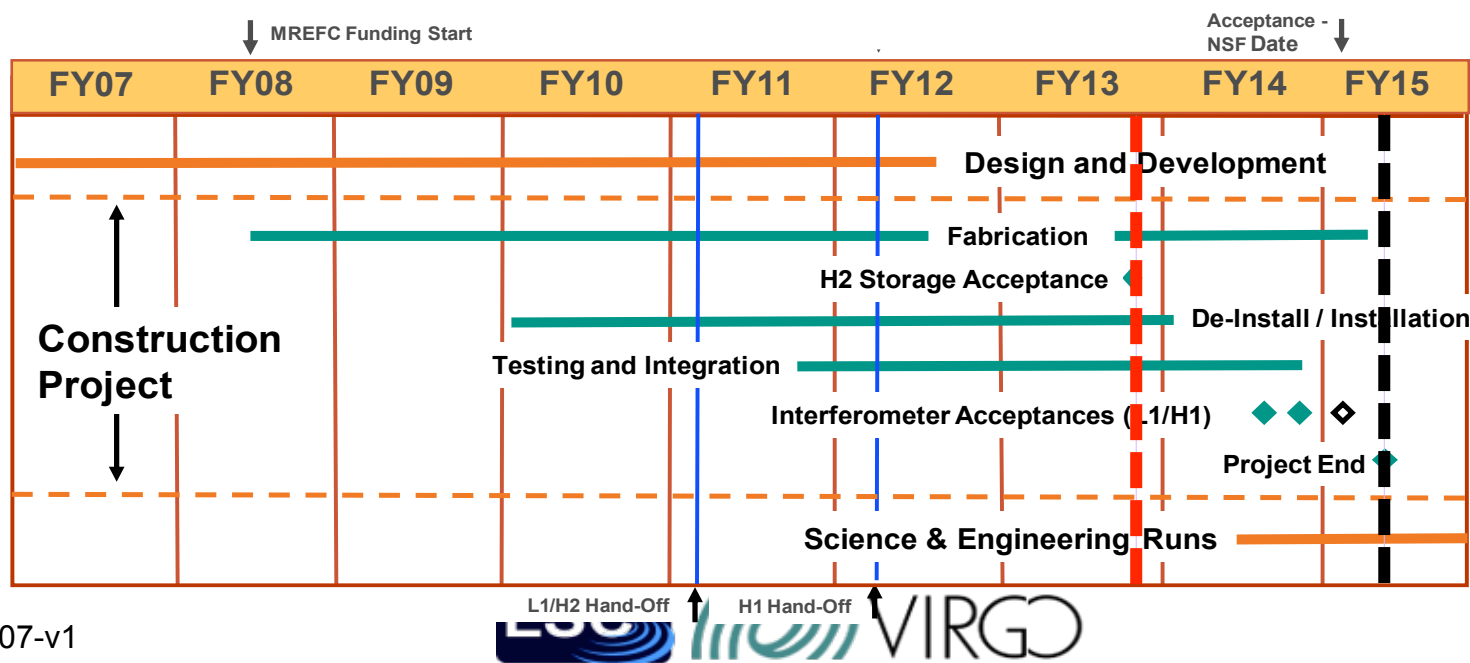 MREFC Funding Start
Acceptance -
NSF Date
FY07 FY08 FY09 FY10 FY11 FY12 FY13 FY14 FY15
Design and Development
Fabrication
H2 Storage Acceptance
De-Install / Installation
Construction
Project
Testing and Integration
Interferometer Acceptances (L1/H1)
Project End
Science & Engineering Runs
L1/H2 Hand-Off H1 Hand-Off
07-v1
LSC VIRGO